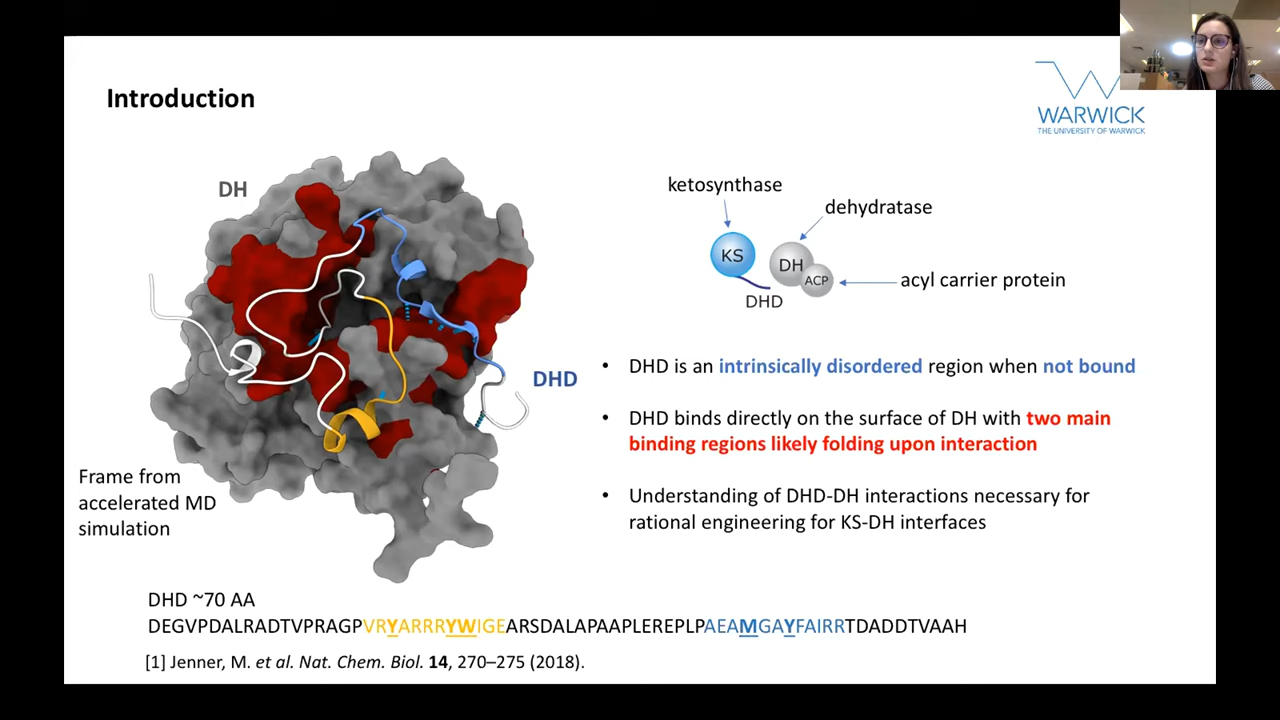 Introduction
WARWICK
THE UNIVERSITY OF WARWICK
DH
DHD
Frame from
accelerated MD
simulation
ketosynthase
dehydratase
KS
DH
ACP
acyl carrier protein
DHD
• DHD is an intrinsically disordered region when not bound
• DHD binds directly on the surface of DH with two main
binding regions likely folding upon interaction
• Understanding of DHD-DH interactions necessary for
rational engineering for KS-DH interfaces
DHD ~70 AA
DEGVPDALRADTVPRAGPVRYARRRYWIGEARSDALAPAAPLEREPLPAEAMGAYFAIRRTDADDTVAAH
[1] Jenner, M. et al. Nat. Chem. Biol. 14, 270–275 (2018).